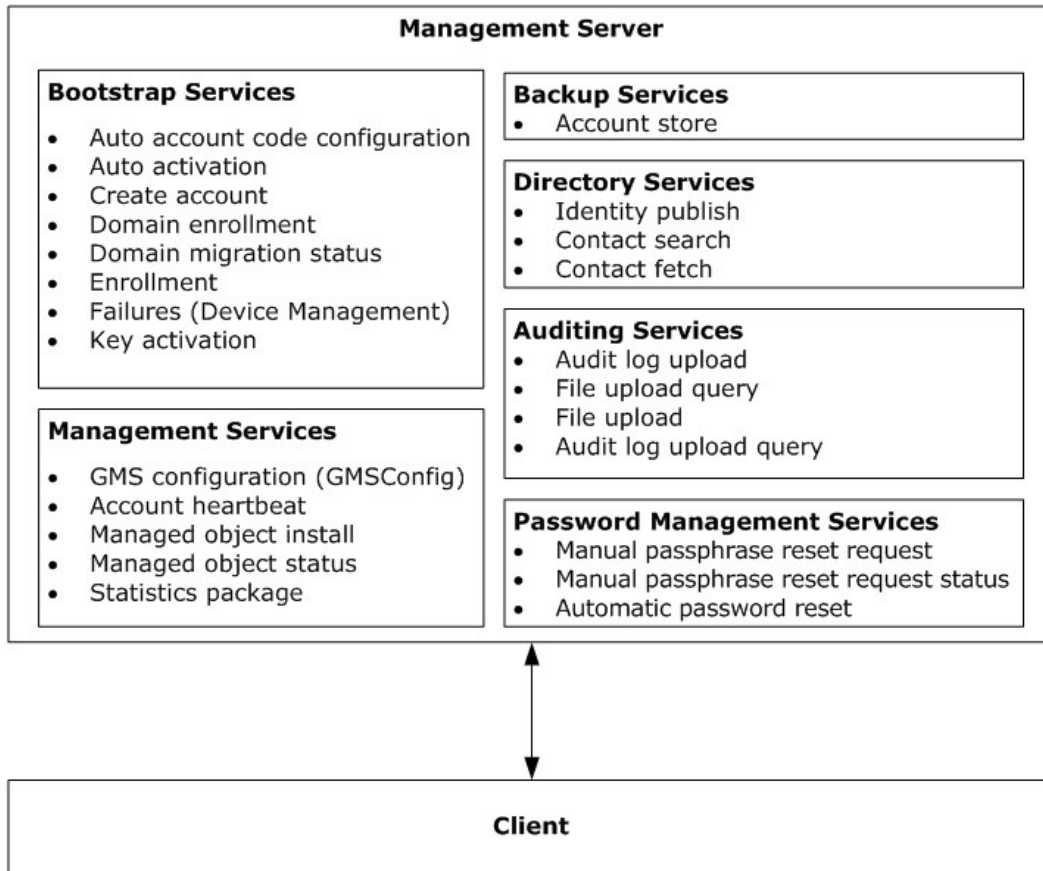 Management Server
Bootstrap Services
• Auto account code configuration
• Auto activation
• Create account
• Domain enrollment
• Domain migration status
• Enrollment
• Failures (Device Management)
• Key activation
Management Services
• GMS configuration (GMSConfig)
• Account heartbeat
• Managed object install
• Managed object status
• Statistics package
Backup Services
• Account store
Directory Services
• Identity publish
• Contact search
• Contact fetch
Auditing Services
• Audit log upload
• File upload query
• File upload
• Audit log upload query
Password Management Services
• Manual passphrase reset request
• Manual passphrase reset request status
• Automatic password reset
Client